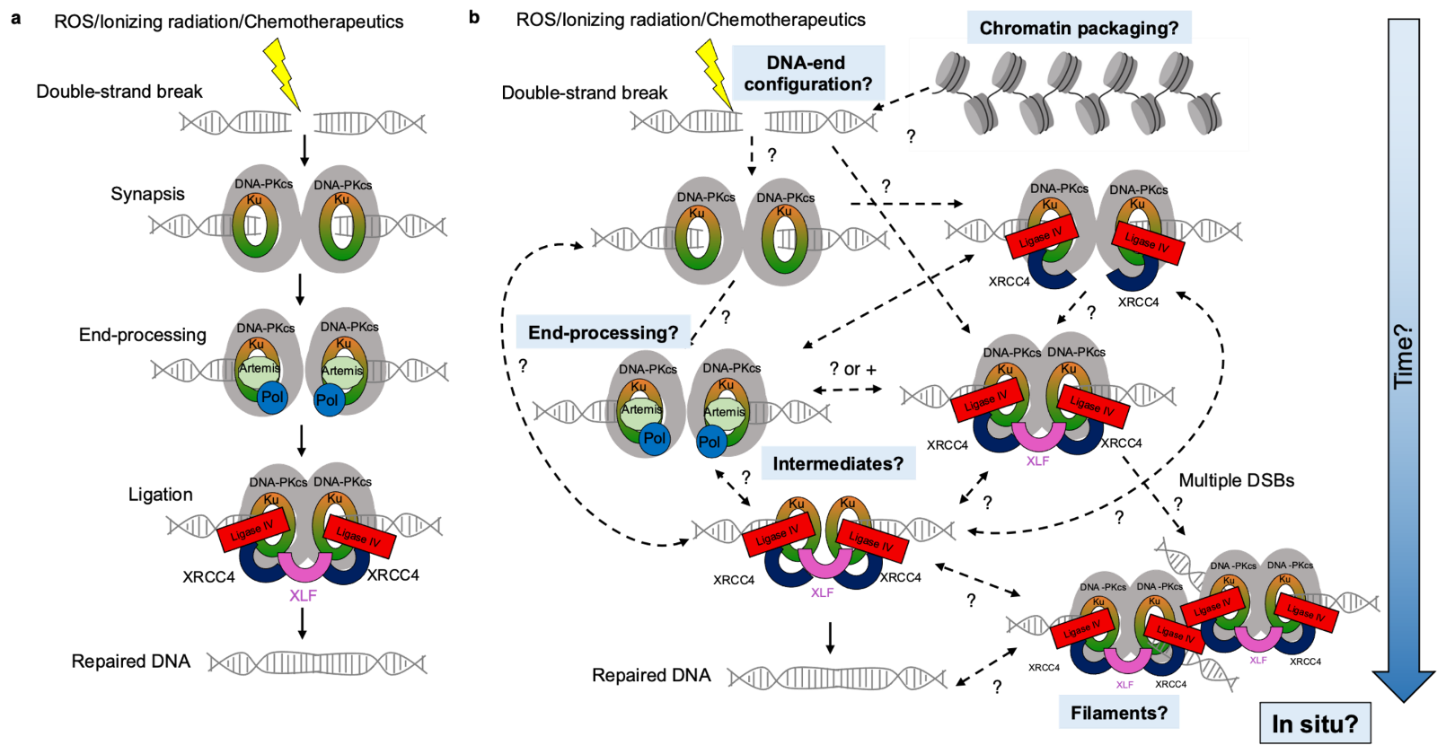 a
ROS/Ionizing radiation/Chemotherapeutics
Double-strand break
Synapsis
DNA-PKcs
DNA-PKcs
Ku
Ku
End-processing
DNA-PKcs
DNA-PKcs
Ku
Ku
Artemis
Artemis
Pol
Pol
Ligation
DNA-PKcs
DNA-PKcs
Ku
Ku
Ligase IV
Ligase IV
XRCC4
XRCC4
XLF
Repaired DNA
b
ROS/Ionizing radiation/Chemotherapeutics
Chromatin packaging?
DNA-end
configuration?
Double-strand break
?
?
?
DNA-PKcs
DNA-PKcs
Ku
Ku
DNA-PKcs
DNA-PKcs
Ku
Ku
Ligase IV
Ligase IV
XRCC4
XRCC4
?
?
End-processing?
?
? or +
DNA-PKcs
DNA-PKcs
Ku
Ku
Artemis
Artemis
Pol
Pol
DNA-PKcs
DNA-PKcs
Ku
Ku
Ligase IV
Ligase IV
XRCC4
XRCC4
XLF
Intermediates?
?
?
?
Multiple DSBs
?
Ku
Ku
Ligase IV
Ligase IV
XRCC4
XRCC4
XLF
?
DNA-PKcs
DNA-PKcs
Ku
Ku
Ligase IV
Ligase IV
XRCC4
XLF
DNA-PKcs
DNA-PKcs
Ku
Ku
Ligase IV
Ligase IV
XRCC4
XRCC4
XLF
Repaired DNA
?
Filaments?
Time?
In situ?